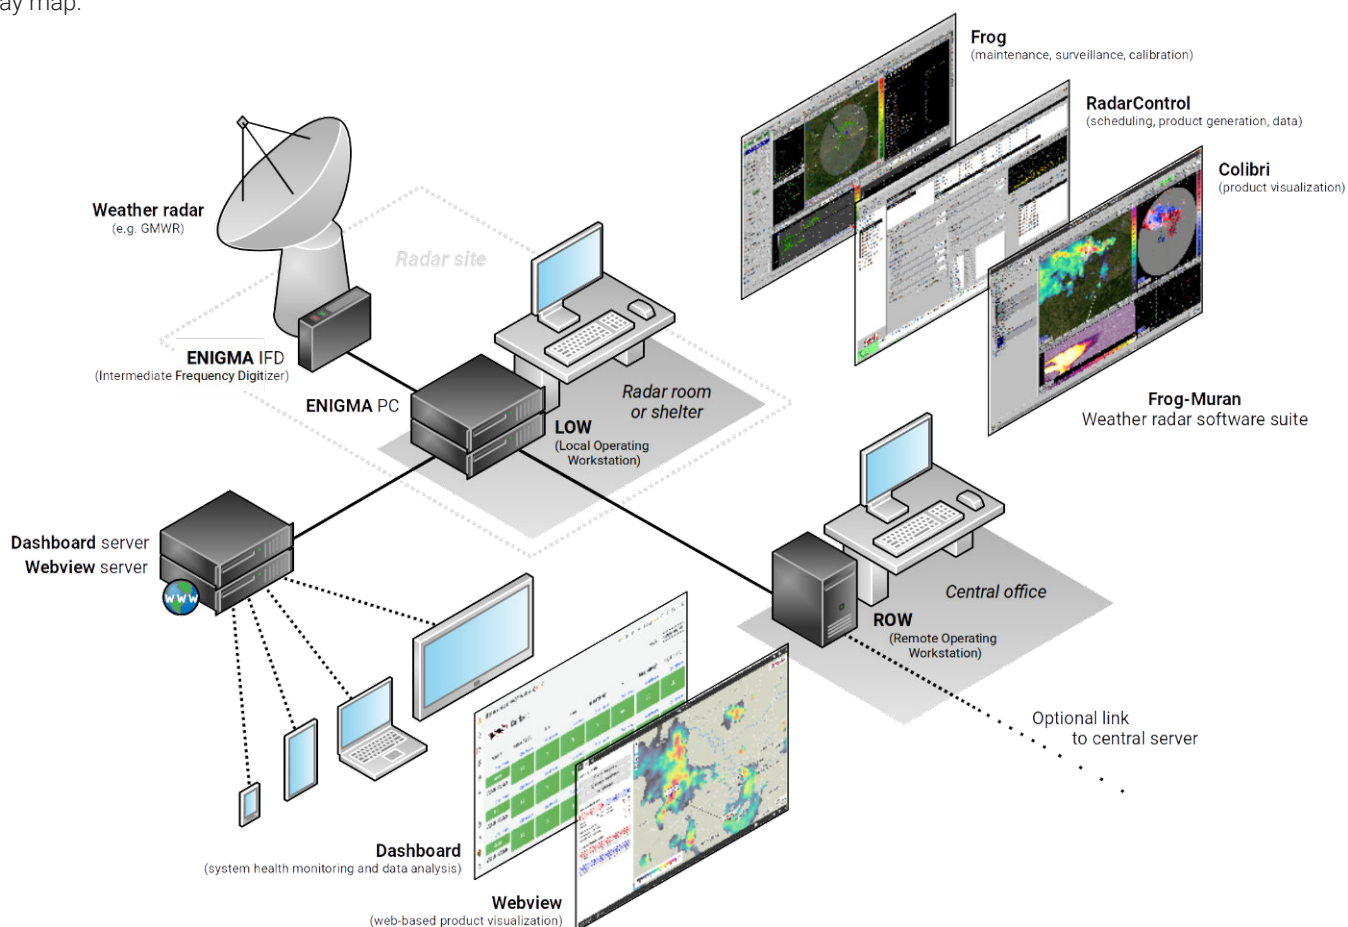 ay map.
Frog
(maintenance, surveillance, calibration)
RadarControl
(scheduling, product generation, data)
Colibri
(product visualization)
Weather radar
(e.g. GMWR)
Radar site
ENIGMA IFD
(Intermediate Frequency Digitizer)
ENIGMA PC
Radar room
or shelter
LOW
(Local Operating
Workstation)
Frog-Muran
Weather radar software suite
Dashboard server
Webview server
www
Central office
ROW
(Remote Operating
Workstation)
Optional link
to central server
Dashboard
(system health monitoring and data analysis)
Webview
(web-based product visualization)